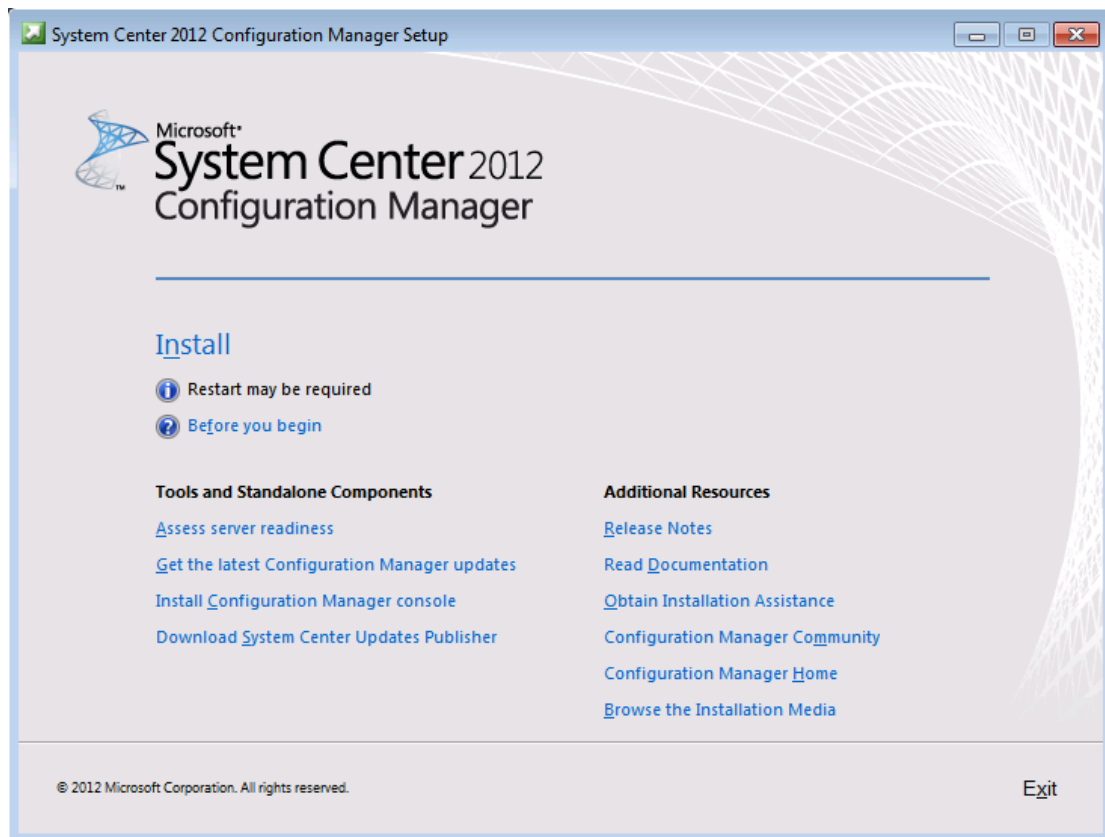 System Center 2012 Configuration Manager Setup
Microsoft®
System Center 2012
Configuration Manager
™
Install
Restart may be required
Before you begin
Tools and Standalone Components
Assess server readiness
Get the latest Configuration Manager updates
Install Configuration Manager console
Download System Center Updates Publisher
Additional Resources
Release Notes
Read Documentation
Obtain Installation Assistance
Configuration Manager Community
Configuration Manager Home
Browse the Installation Media
© 2012 Microsoft Corporation. All rights reserved.
Exit